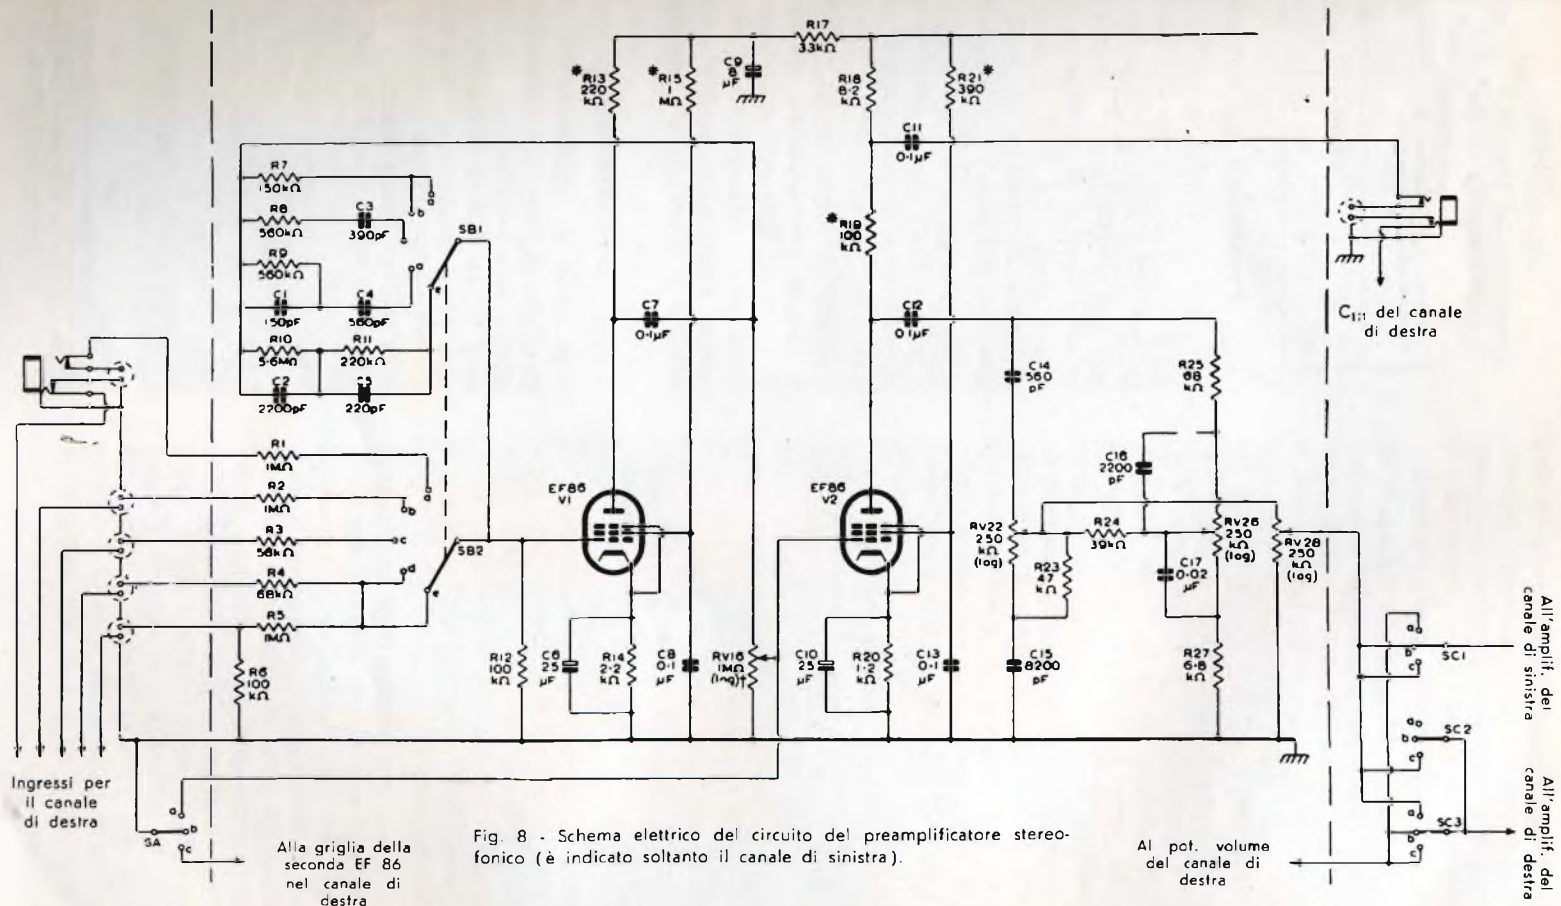 R17
33kΩ
*R13
220
kΩ
*R15
1
MΩ
C9
8
µF
R18
8·2
kΩ
R21*
390
kΩ
C11
0·1µF
R7
150kΩ
a
b
R8
560kΩ
C3
390pF
SB1
*R19
100
kΩ
R9
560kΩ
C1
150pF
C4
560pF
e
C7
0·1µF
C12
0·1µF
C11 del canale
di destra
R10
5·6MΩ
R11
220kΩ
C2
2700pF
C5
220pF
C14
560
pF
R25
68
kΩ
R1
1MΩ
a
R2
1MΩ
b
R3
56kΩ
c
R4
68kΩ
d
R5
1MΩ
e
SB2
EF86
V1
EF86
V2
C16
2200
pF
RV22
250
kΩ
(log)
R24
39kΩ
RV26
250
kΩ
(log)
RV28
250
kΩ
(log)
R23
47
kΩ
C17
0·02
µF
R6
100
kΩ
R12
100
kΩ
C6
25
µF
R14
2·2
kΩ
C8
0·1
µF
RV16
1MΩ
(log)†
C10
25
µF
R20
1·2
kΩ
C13
0·1
µF
C15
8200
pF
R27
6·8
kΩ
a
b
c
SC1
a
b
c
SC2
a
b
c
SC3
All'amplif. del
canale di sinistra
All'amplif. del
canale di destra
Ingressi per
il canale
di destra
SA
a
b
c
Alla griglia della
seconda EF 86
nel canale di
destra
Al pot. volume
del canale di
destra
Fig. 8 - Schema elettrico del circuito del preamplificatore stereo-
fonico (è indicato soltanto il canale di sinistra).